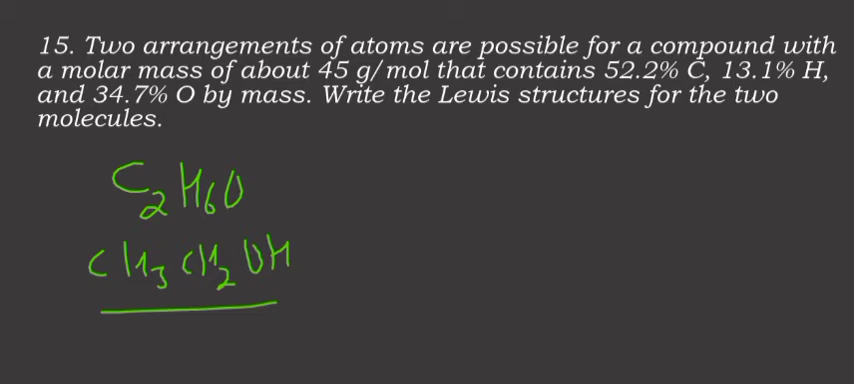 15. Two arrangements of atoms are possible for a compound with
a molar mass of about 45 g/mol that contains 52.2% C, 13.1% H,
and 34.7% O by mass. Write the Lewis structures for the two
molecules.
C₂H₆O
CH₃CH₂OH